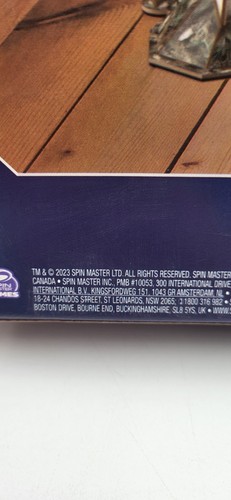 TM & © 2023 SPIN MASTER LTD. ALL RIGHTS RESERVED. SPIN MASTER
CANADA • SPIN MASTER INC., PMB #10053, 300 INTERNATIONAL DRIVE
INTERNATIONAL B.V., KINGSFORDWEG 151, 1043 GR AMSTERDAM, NL •
18-24 CHANDOS STREET, ST LEONARDS, NSW 2065, 1800 316 982 •
BOSTON DRIVE, BOURNE END, BUCKINGHAMSHIRE, SL8 5YS, UK •